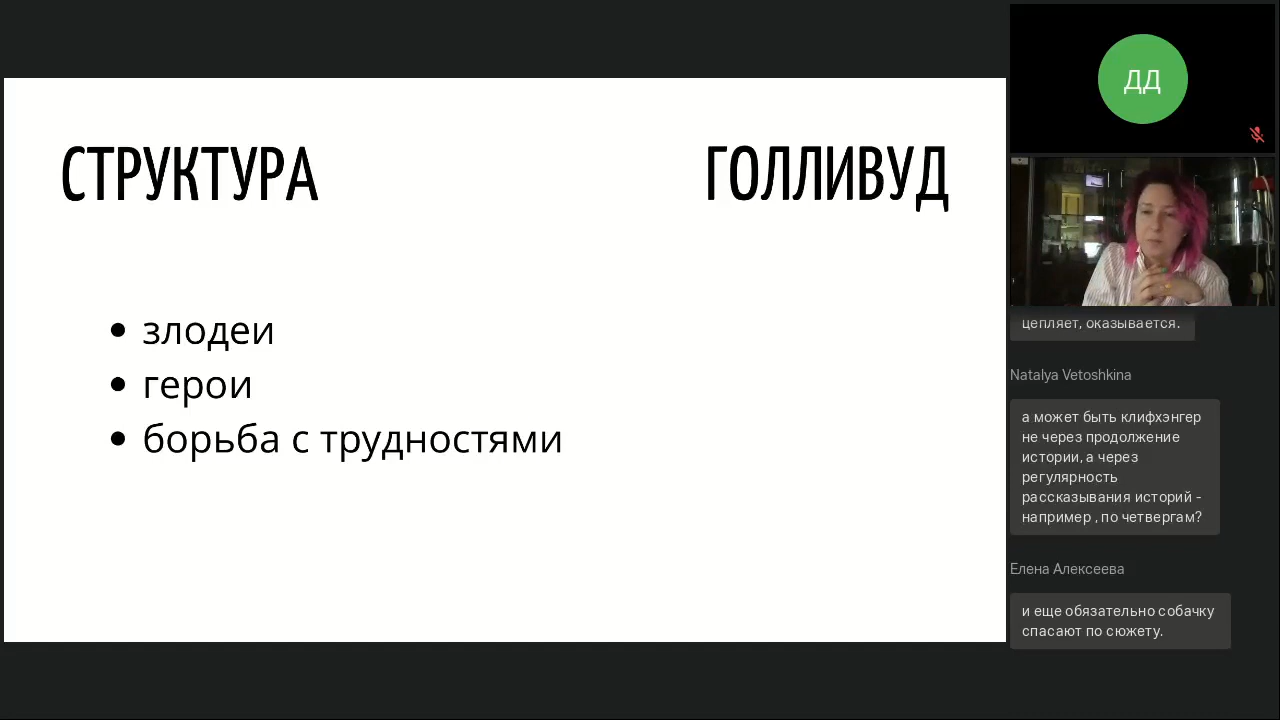 СТРУКТУРА
ГОЛЛИВУД
• злодеи
• герои
• борьба с трудностями
ДД
цепляет, оказывается.
Natalya Vetoshkina
а может быть клифхэнгер
не через продолжение
истории, а через
регулярность
рассказывания историй -
например , по четвергам?
Елена Алексеева
и еще обязательно собачку
спасают по сюжету.